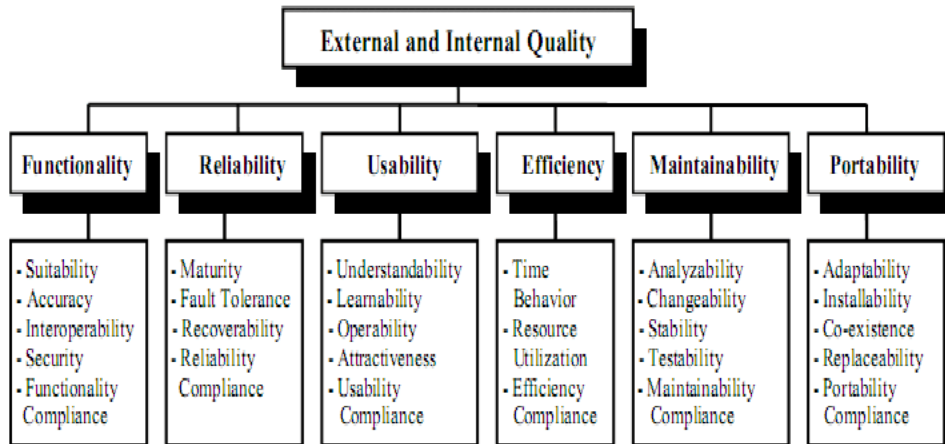 External and Internal Quality
Functionality
Reliability
Usability
Efficiency
Maintainability
Portability
- Suitability
- Accuracy
- Interoperability
- Security
- Functionality
Compliance
- Maturity
- Fault Tolerance
- Recoverability
- Reliability
Compliance
- Understandability
- Learnability
- Operability
- Attractiveness
- Usability
Compliance
- Time
Behavior
- Resource
Utilization
- Efficiency
Compliance
- Analyzability
- Changeability
- Stability
- Testability
- Maintainability
Compliance
- Adaptability
- Installability
- Co-existence
- Replaceability
- Portability
Compliance